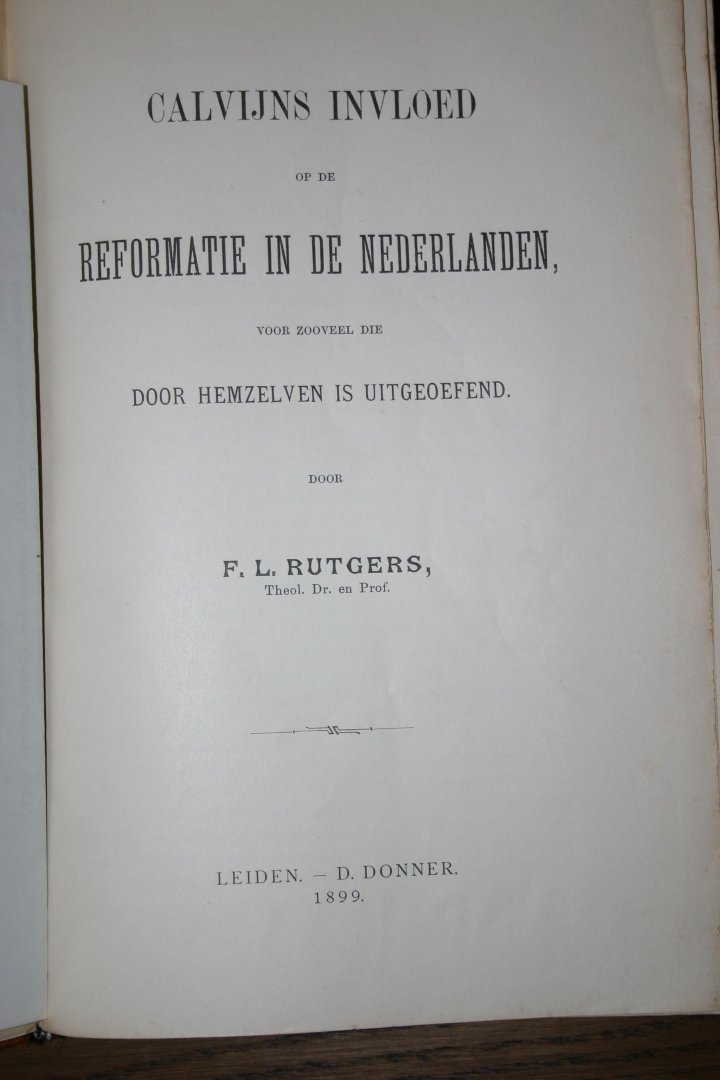 CALVIJNS INVLOED
OP DE
REFORMATIE IN DE NEDERLANDEN,
VOOR ZOOVEEL DIE
DOOR HEMZELVEN IS UITGEOEFEND.
DOOR
F. L. RUTGERS,
Theol. Dr. en Prof.
LEIDEN. — D. DONNER.
1899.